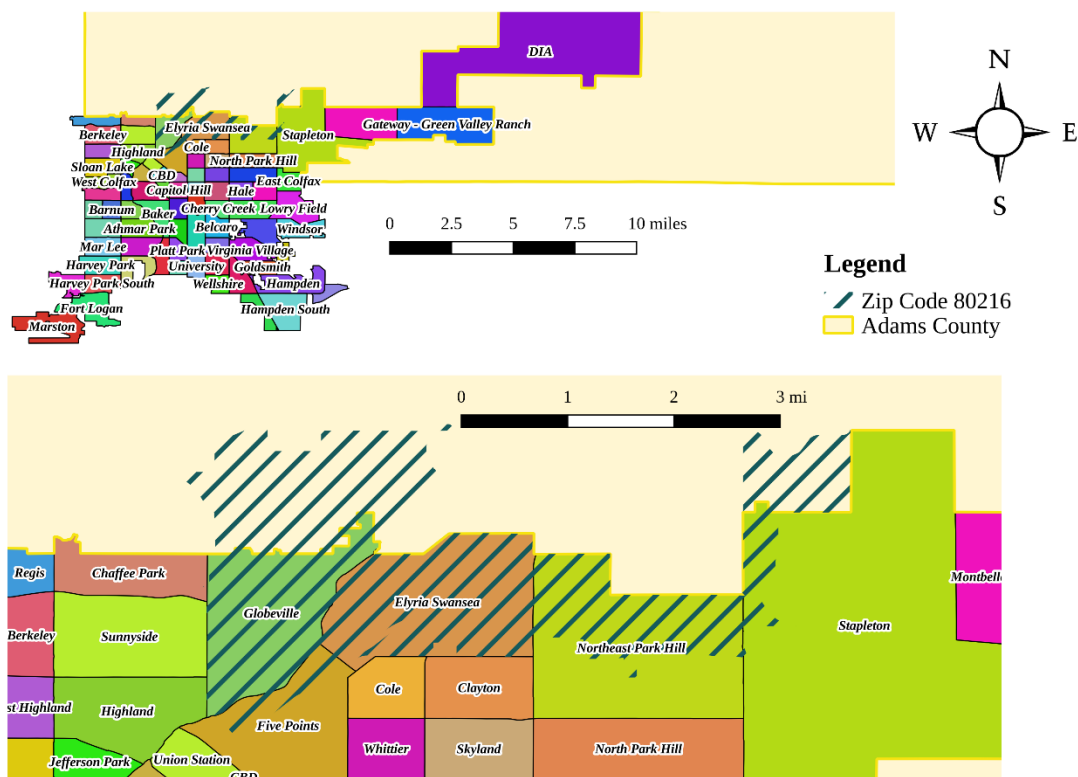 DIA
N
W E
S
Elyria Swansea
Berkeley
Stapleton
Gateway - Green Valley Ranch
Cole
Highland
North Park Hill
Sloan Lake
CBD
West Colfax
East Colfax
Capitol Hill
Hale
Barnum
Baker
Cherry Creek
Lowry Field
Athmar Park
Belcaro
Windsor
Mar Lee
Platt Park
Virginia Village
Harvey Park
University
Goldsmith
Harvey Park South
Wellshire
Hampden
Fort Logan
Hampden South
Marston
0 2.5 5 7.5 10 miles
Legend
Zip Code 80216
Adams County
0 1 2 3 mi
Regis
Chaffee Park
Montbell
Elyria Swansea
Globeville
Berkeley
Sunnyside
Stapleton
Northeast Park Hill
Cole
Clayton
st Highland
Highland
Five Points
Whittier
Skyland
North Park Hill
Jefferson Park
Union Station
CBD